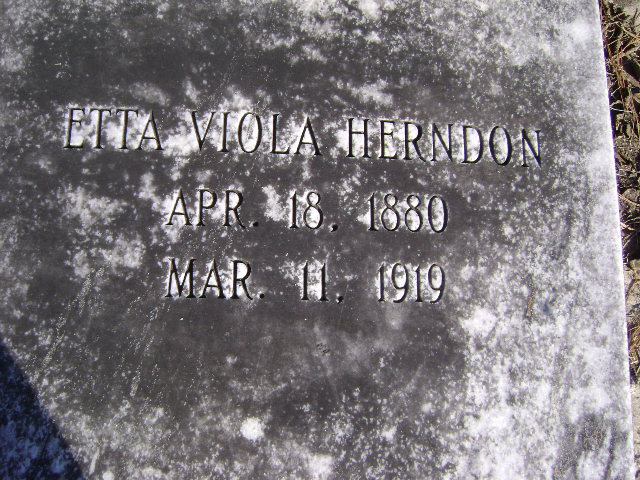 ETTA VIOLA HERNDON
APR. 18, 1880
MAR. 11, 1919